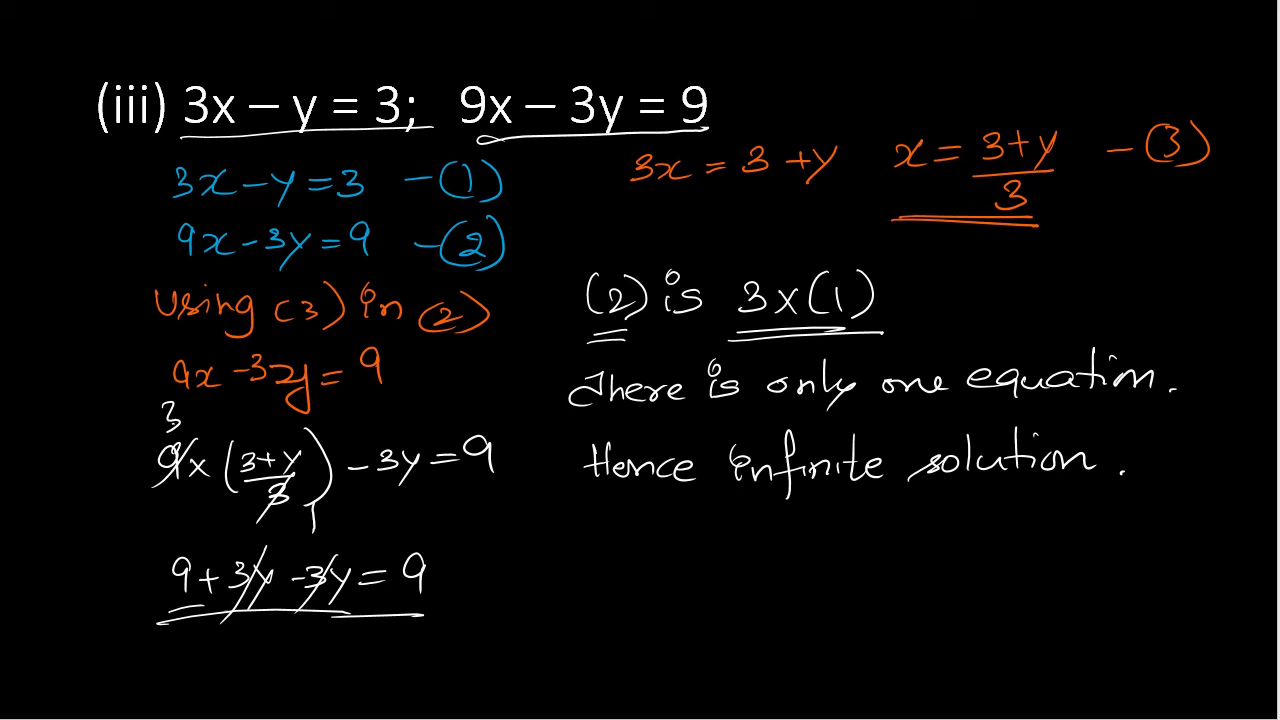 (iii) 3x – y = 3;   9x – 3y = 9
3x - y = 3 - (1)
9x - 3y = 9 - (2)
3x = 3 + y   x = 3+y/3 - (3)
using (3) in (2)
9x - 3y = 9
3
9 x (3+y/3) - 3y = 9
1
9 + 3y - 3y = 9
(2) is 3x(1)
There is only one equation.
Hence infinite solution.